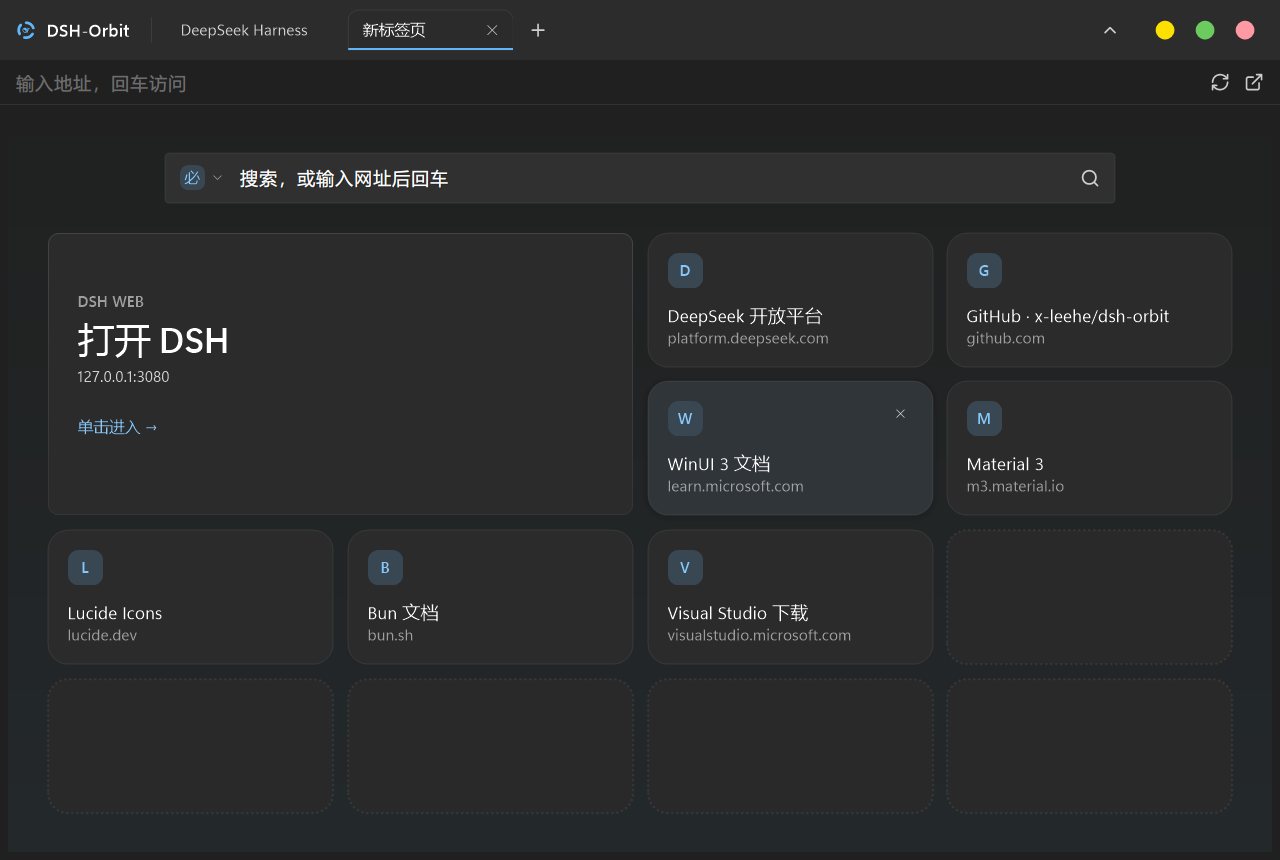 DSH-Orbit
DeepSeek Harness
新标签页
输入地址，回车访问
必
搜索，或输入网址后回车
DSH WEB
打开 DSH
127.0.0.1:3080
单击进入 →
D
DeepSeek 开放平台
platform.deepseek.com
G
GitHub · x-leehe/dsh-orbit
github.com
W
WinUI 3 文档
learn.microsoft.com
M
Material 3
m3.material.io
L
Lucide Icons
lucide.dev
B
Bun 文档
bun.sh
V
Visual Studio 下载
visualstudio.microsoft.com